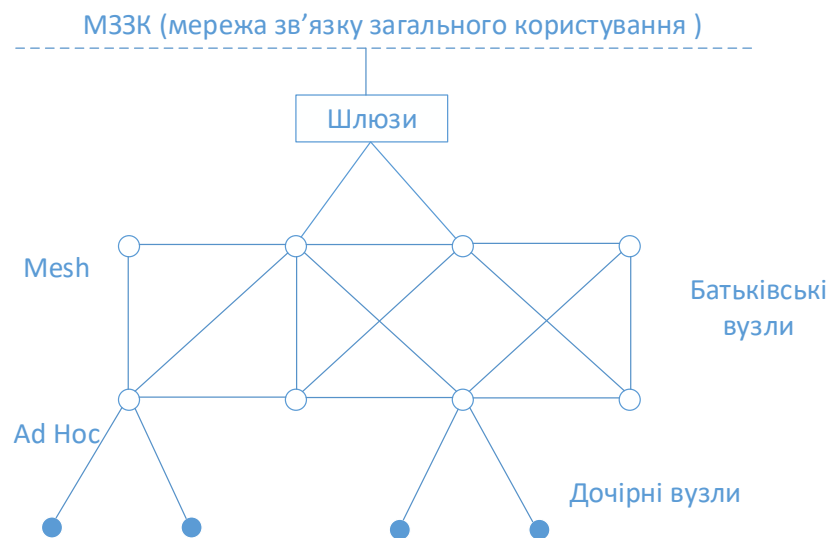 МЗЗК (мережа зв’язку загального користування )
Шлюзи
Mesh
Батьківські
вузли
Ad Hoc
Дочірні вузли